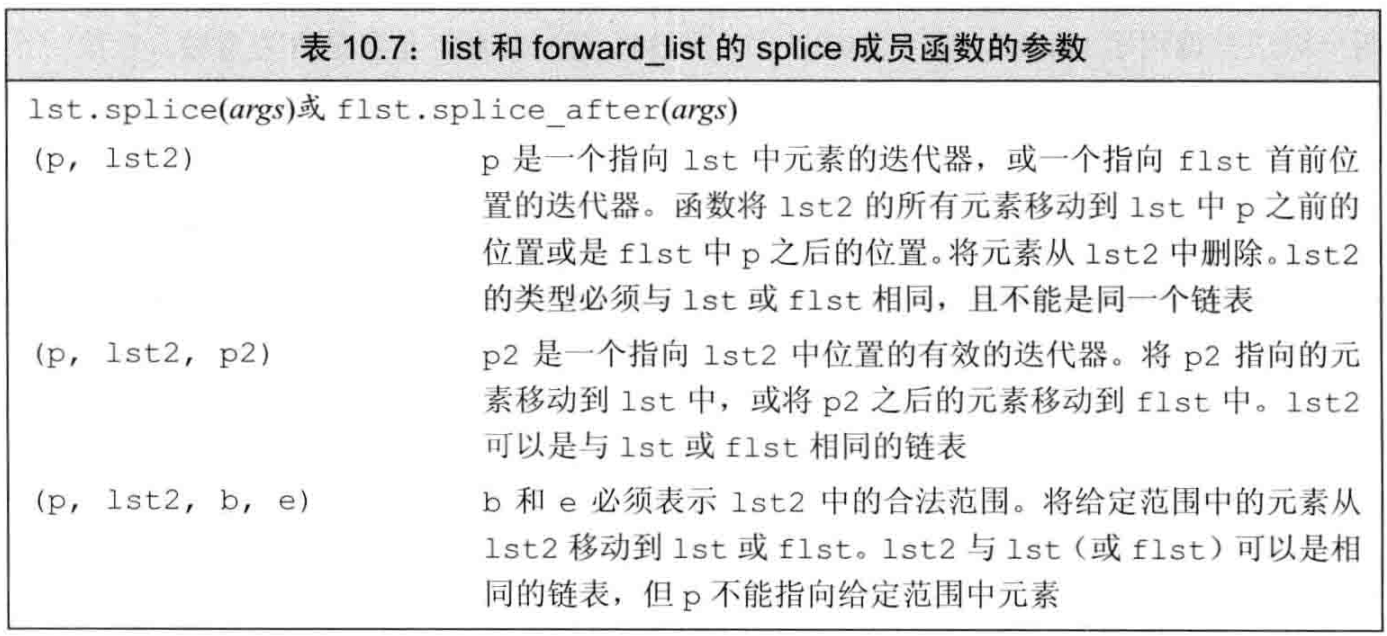 表 10.7：list 和 forward_list 的 splice 成员函数的参数
lst.splice(args)或 flst.splice_after(args)
(p, lst2) p 是一个指向 lst 中元素的迭代器，或一个指向 flst 首前位
置的迭代器。函数将 lst2 的所有元素移动到 lst 中 p 之前的
位置或是 flst 中 p 之后的位置。将元素从 lst2 中删除。lst2
的类型必须与 lst 或 flst 相同，且不能是同一个链表
(p, lst2, p2) p2 是一个指向 lst2 中位置的有效的迭代器。将 p2 指向的元
素移动到 lst 中，或将 p2 之后的元素移动到 flst 中。lst2
可以是与 lst 或 flst 相同的链表
(p, lst2, b, e) b 和 e 必须表示 lst2 中的合法范围。将给定范围中的元素从
lst2 移动到 lst 或 flst。lst2 与 lst（或 flst）可以是相
同的链表，但 p 不能指向给定范围中元素